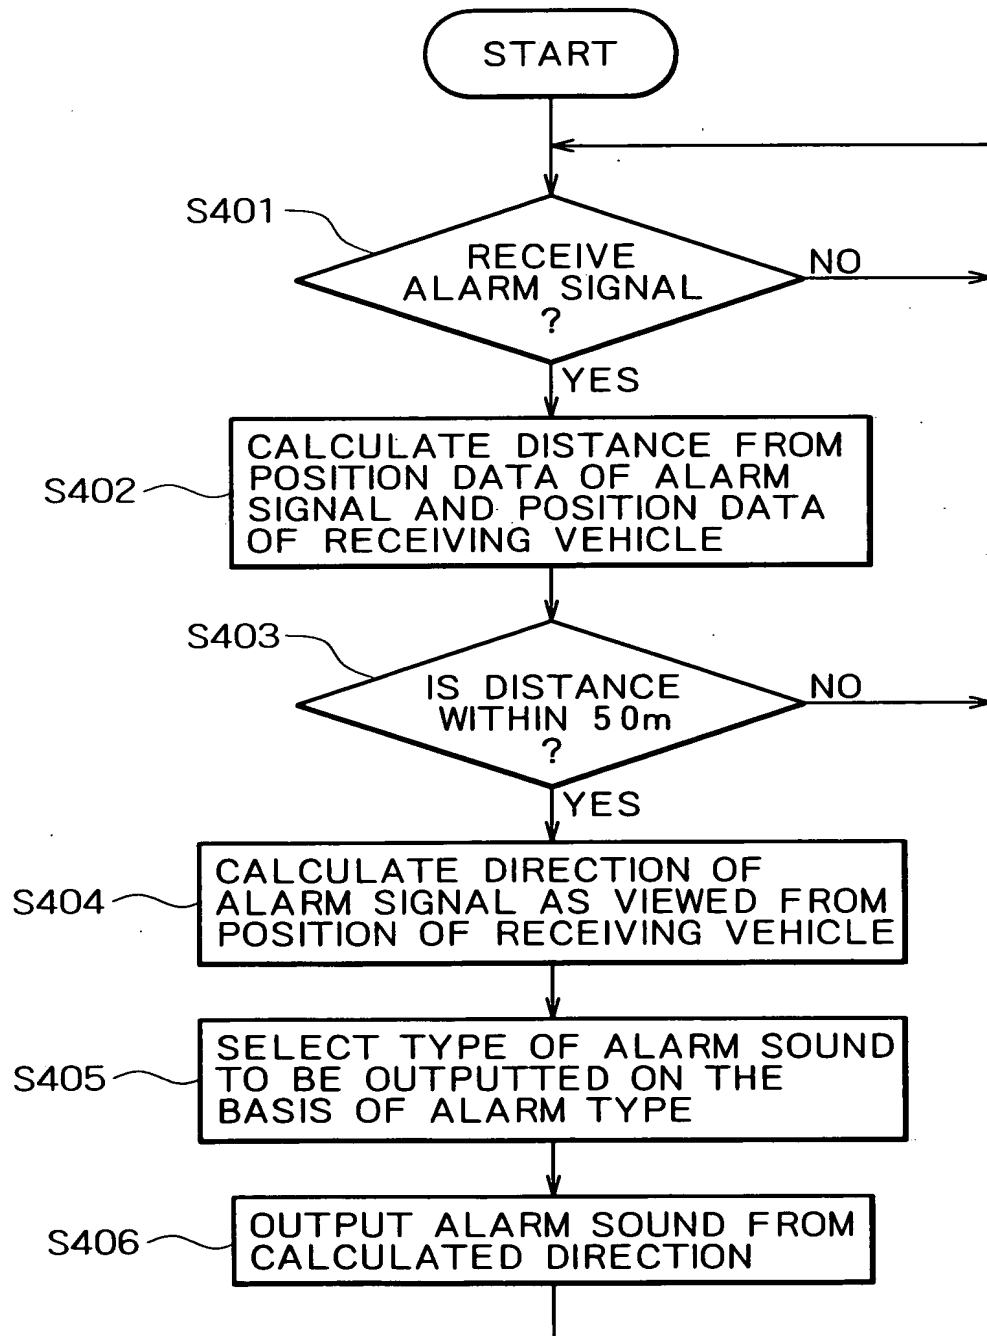 START
S401
RECEIVE
ALARM SIGNAL
?
NO
YES
S402
CALCULATE DISTANCE FROM
POSITION DATA OF ALARM
SIGNAL AND POSITION DATA
OF RECEIVING VEHICLE
S403
IS DISTANCE
WITHIN 50m
?
NO
YES
S404
CALCULATE DIRECTION OF
ALARM SIGNAL AS VIEWED FROM
POSITION OF RECEIVING VEHICLE
S405
SELECT TYPE OF ALARM SOUND
TO BE OUTPUTTED ON THE
BASIS OF ALARM TYPE
S406
OUTPUT ALARM SOUND FROM
CALCULATED DIRECTION